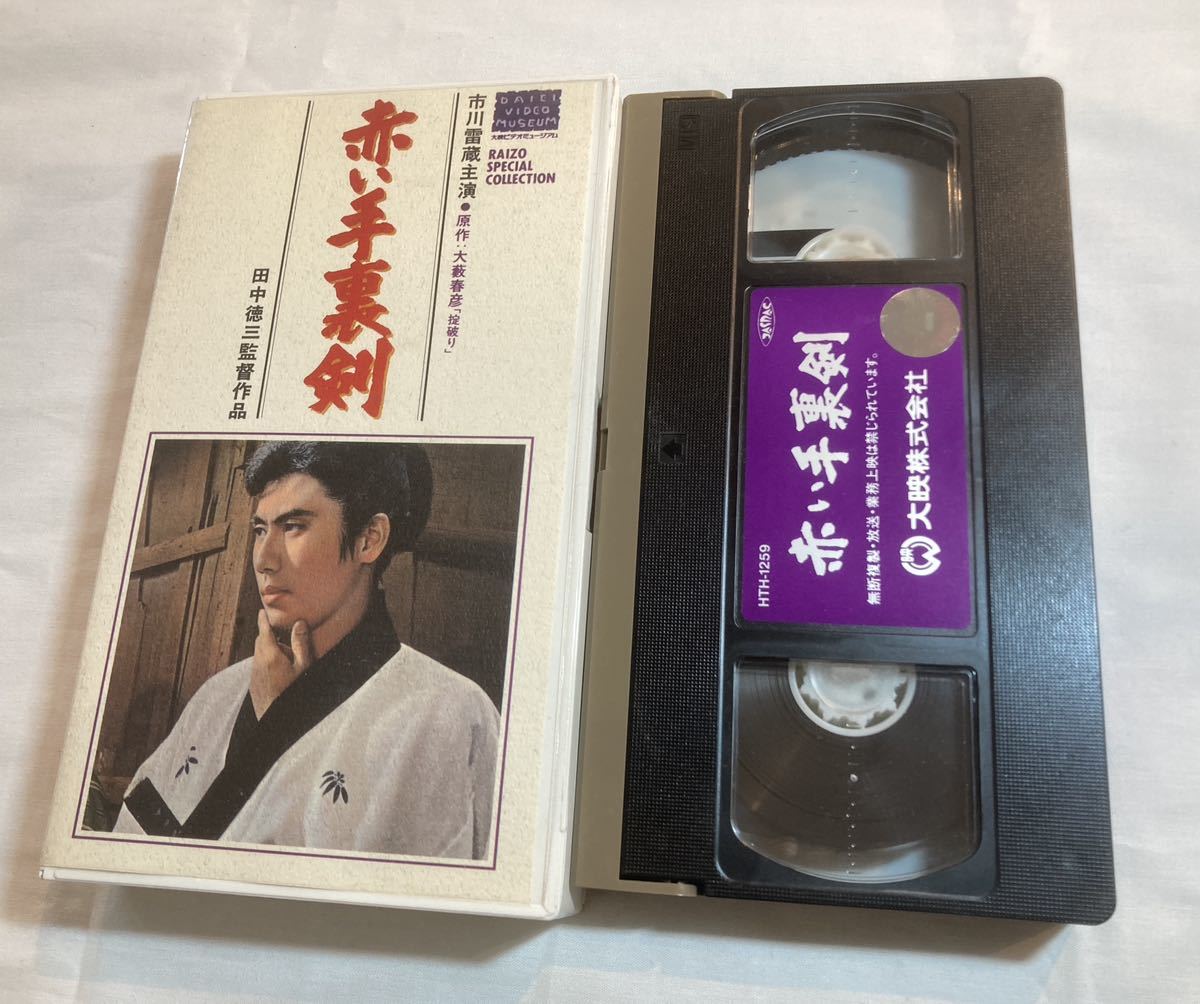 DAIEI
VIDEO
MUSEUM
大映ビデオミュージアム
RAIZO
SPECIAL
COLLECTION
市川雷蔵主演●原作:大藪春彦「掟破り」
赤い手裏剣
田中徳三監督作品
VHS
JASRAC
赤い手裏剣
無断複製・放送・業務上映は禁じられています。
大映株式会社
HTH-1259